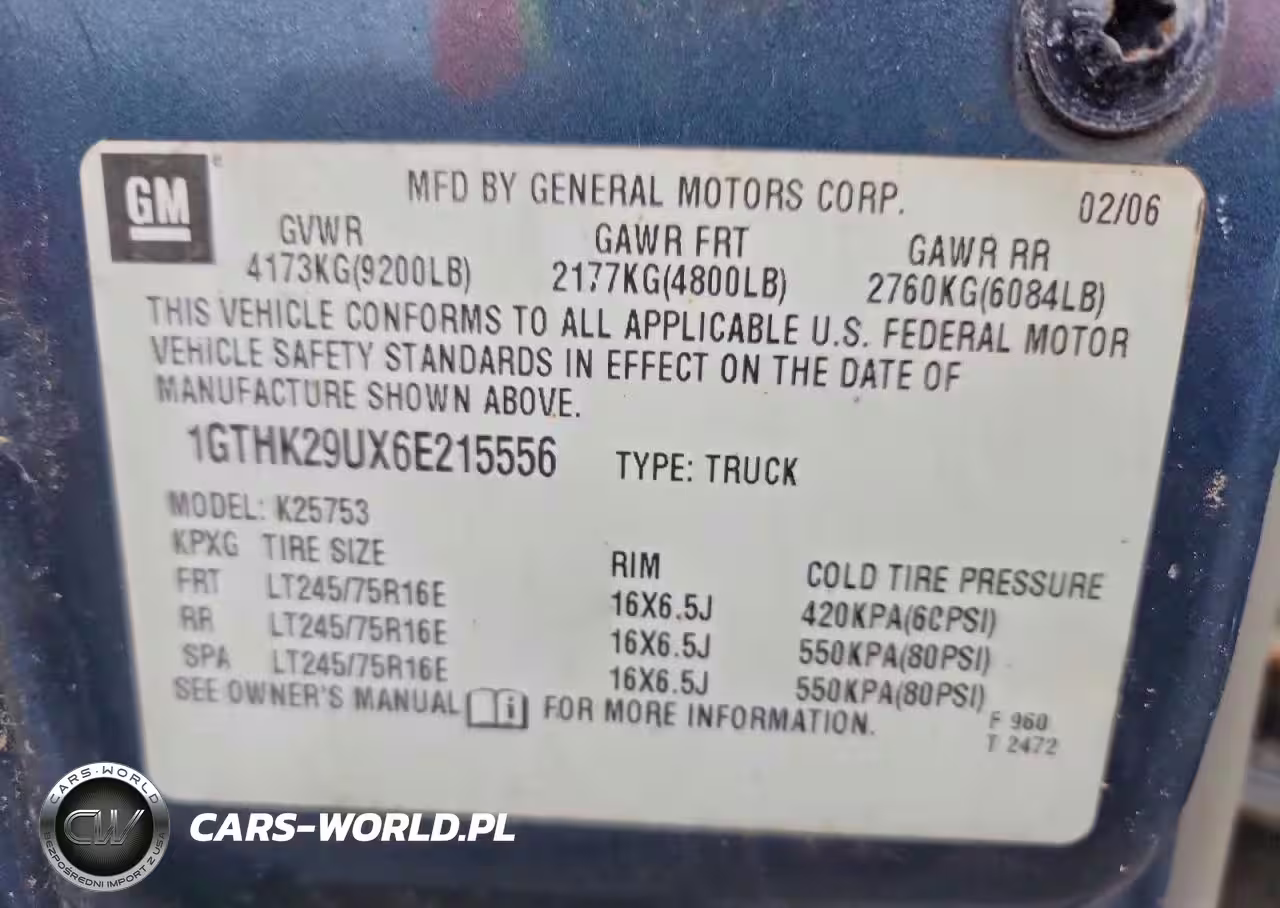 GM
MFD BY GENERAL MOTORS CORP. 02/06
GVWR GAWR FRT GAWR RR
4173KG(9200LB) 2177KG(4800LB) 2760KG(6084LB)
THIS VEHICLE CONFORMS TO ALL APPLICABLE U.S. FEDERAL MOTOR
VEHICLE SAFETY STANDARDS IN EFFECT ON THE DATE OF
MANUFACTURE SHOWN ABOVE.
1GTHK29UX6E215556 TYPE: TRUCK
MODEL: K25753
KPXG TIRE SIZE RIM COLD TIRE PRESSURE
FRT LT245/75R16E 16X6.5J 420KPA(60PSI)
RR LT245/75R16E 16X6.5J 550KPA(80PSI)
SPA LT245/75R16E 16X6.5J 550KPA(80PSI)
SEE OWNER'S MANUAL i FOR MORE INFORMATION.
F 960
T 2472
CARS-WORLD
CW
BEZPOŚREDNI IMPORT Z USA
CARS-WORLD.PL